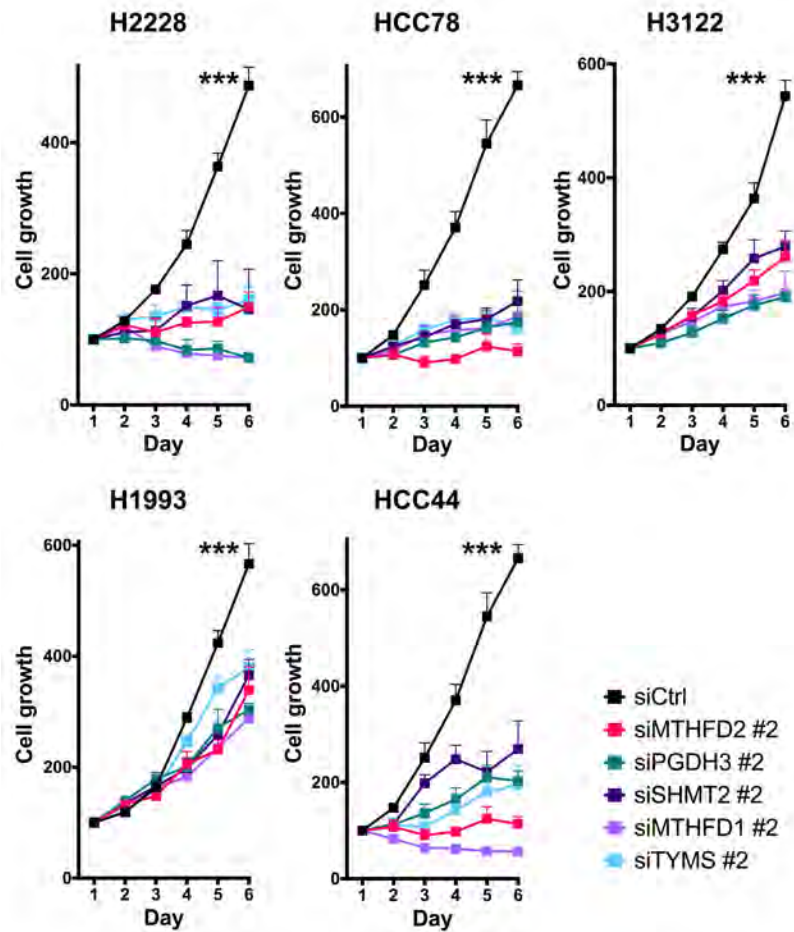 H2228
HCC78
H3122
***
***
***
Cell growth
Cell growth
Cell growth
400
200
0
600
400
200
0
600
400
200
0
1 2 3 4 5 6
1 2 3 4 5 6
1 2 3 4 5 6
Day
Day
Day
H1993
HCC44
***
***
Cell growth
Cell growth
600
400
200
0
600
400
200
0
1 2 3 4 5 6
1 2 3 4 5 6
Day
Day
siCtrl
siMTHFD2 #2
siPGDH3 #2
siSHMT2 #2
siMTHFD1 #2
siTYMS #2